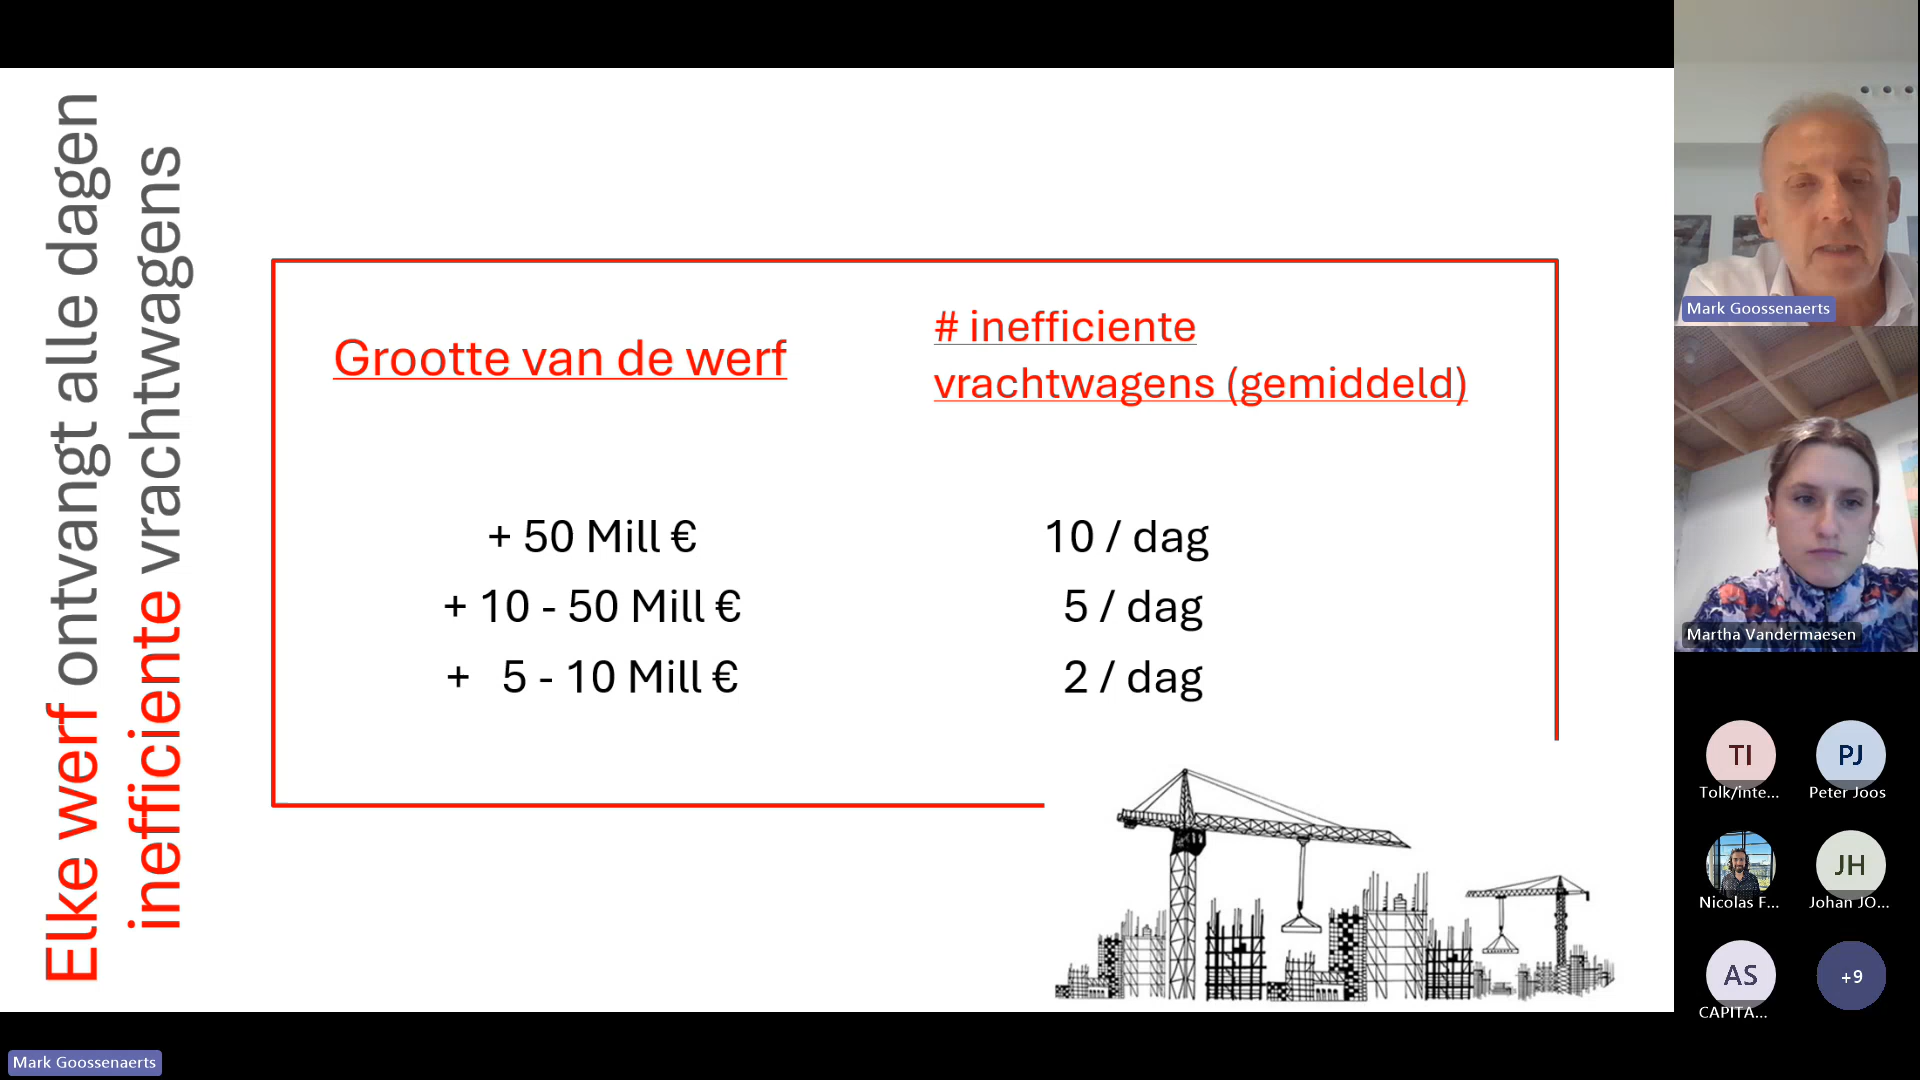 Elke werf ontvangt alle dagen
inefficiente vrachtwagens
Grootte van de werf
# inefficiente
vrachtwagens (gemiddeld)
+ 50 Mill € 10 / dag
+ 10 - 50 Mill € 5 / dag
+ 5 - 10 Mill € 2 / dag
Mark Goossenaerts
Martha Vandermaesen
TI
Tolk/inte...
PJ
Peter Joos
Nicolas F...
JH
Johan JO...
AS
CAPITA...
+9
Mark Goossenaerts